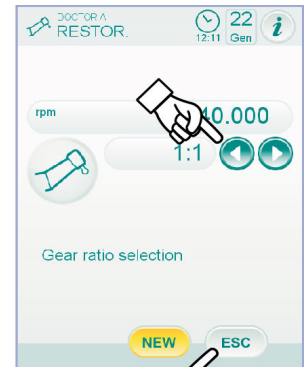 DOCTOR A
RESTOR.
12:11
22
Gen
i
rpm
40.000
1:1
Gear ratio selection
NEW
ESC